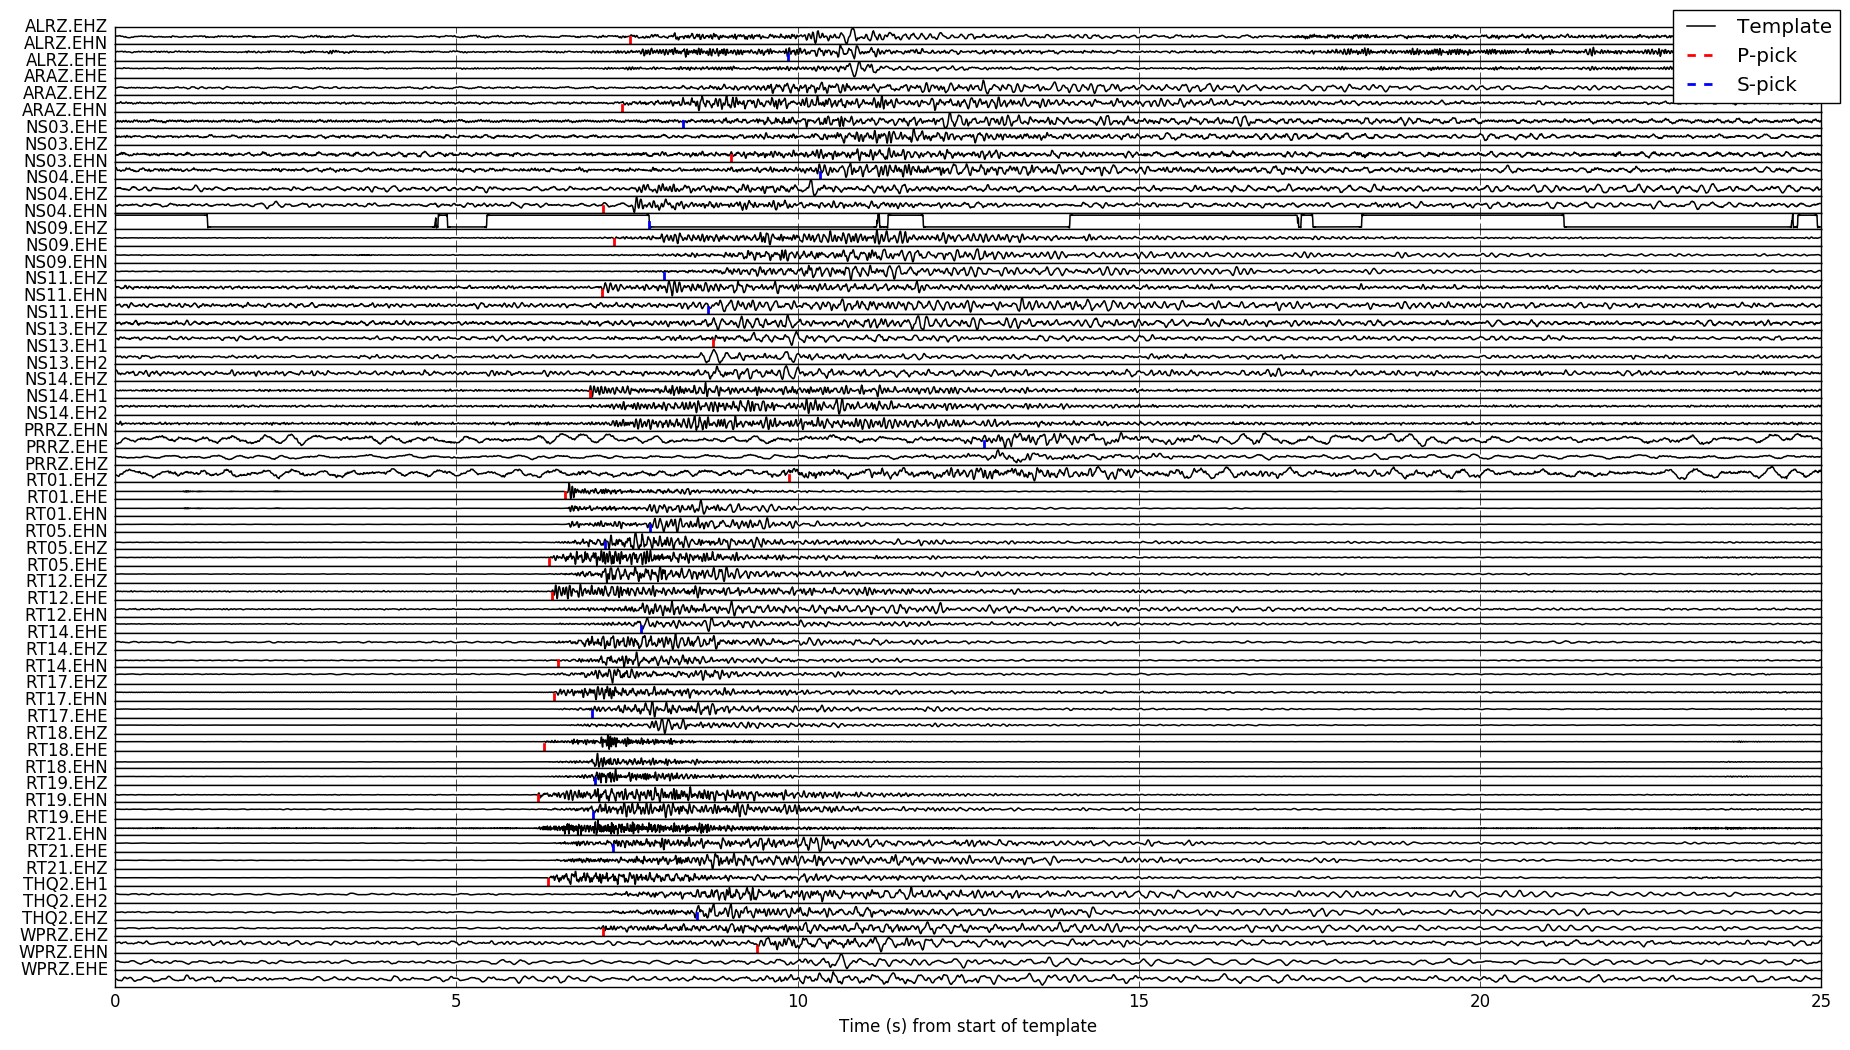 ALRZ.EHZ
ALRZ.EHN
ALRZ.EHE
ARAZ.EHE
ARAZ.EHZ
ARAZ.EHN
NS03.EHE
NS03.EHZ
NS03.EHN
NS04.EHE
NS04.EHZ
NS04.EHN
NS09.EHZ
NS09.EHE
NS09.EHN
NS11.EHZ
NS11.EHN
NS11.EHE
NS13.EHZ
NS13.EH1
NS13.EH2
NS14.EHZ
NS14.EH1
NS14.EH2
PRRZ.EHN
PRRZ.EHE
PRRZ.EHZ
RT01.EHZ
RT01.EHE
RT01.EHN
RT05.EHN
RT05.EHZ
RT05.EHE
RT12.EHZ
RT12.EHE
RT12.EHN
RT14.EHE
RT14.EHZ
RT14.EHN
RT17.EHZ
RT17.EHN
RT17.EHE
RT18.EHZ
RT18.EHE
RT18.EHN
RT19.EHZ
RT19.EHN
RT19.EHE
RT21.EHN
RT21.EHE
RT21.EHZ
THQ2.EH1
THQ2.EH2
THQ2.EHZ
WPRZ.EHZ
WPRZ.EHN
WPRZ.EHE
Template
P-pick
S-pick
0 5 10 15 20 25
Time (s) from start of template